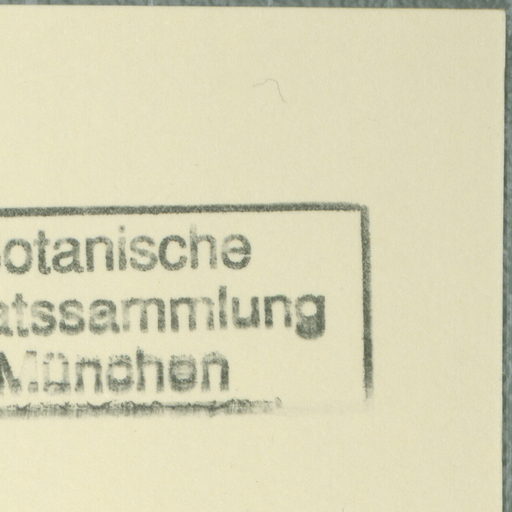 otanische
atssammlung
München